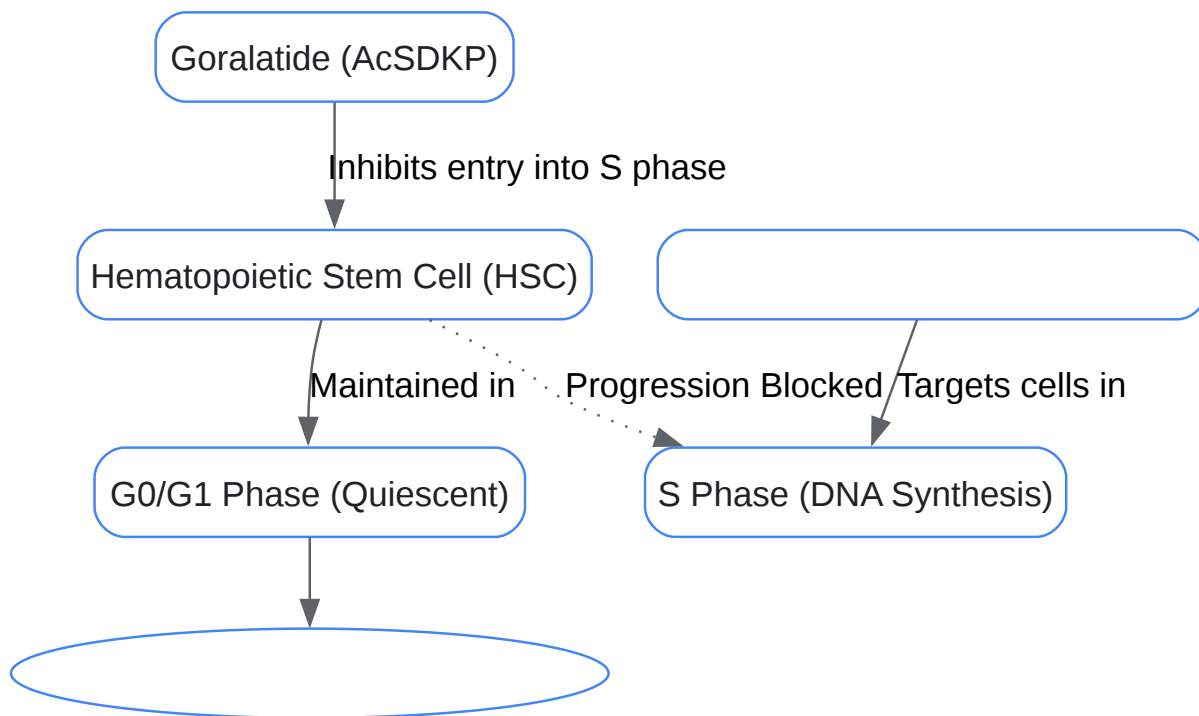 Goralatide (AcSDKP)
Inhibits entry into S phase
Hematopoietic Stem Cell (HSC)
Maintained in
Progression Blocked
Targets cells in
G0/G1 Phase (Quiescent)
S Phase (DNA Synthesis)